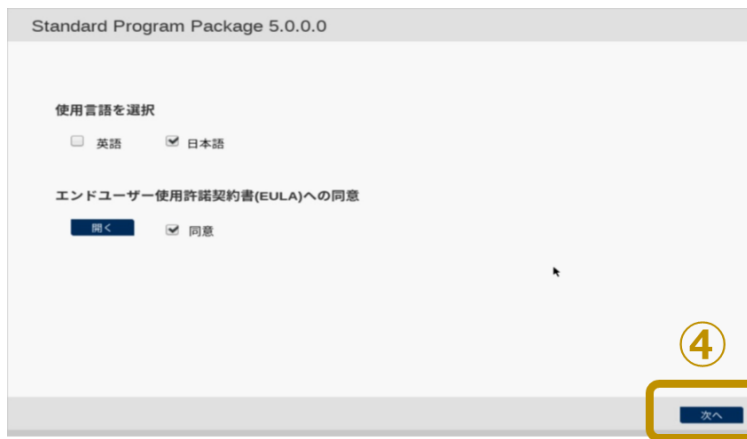 Standard Program Package 5.0.0.0
使用言語を選択
英語 日本語
エンドユーザー使用許諾契約書(EULA)への同意
開く 同意
④
次へ